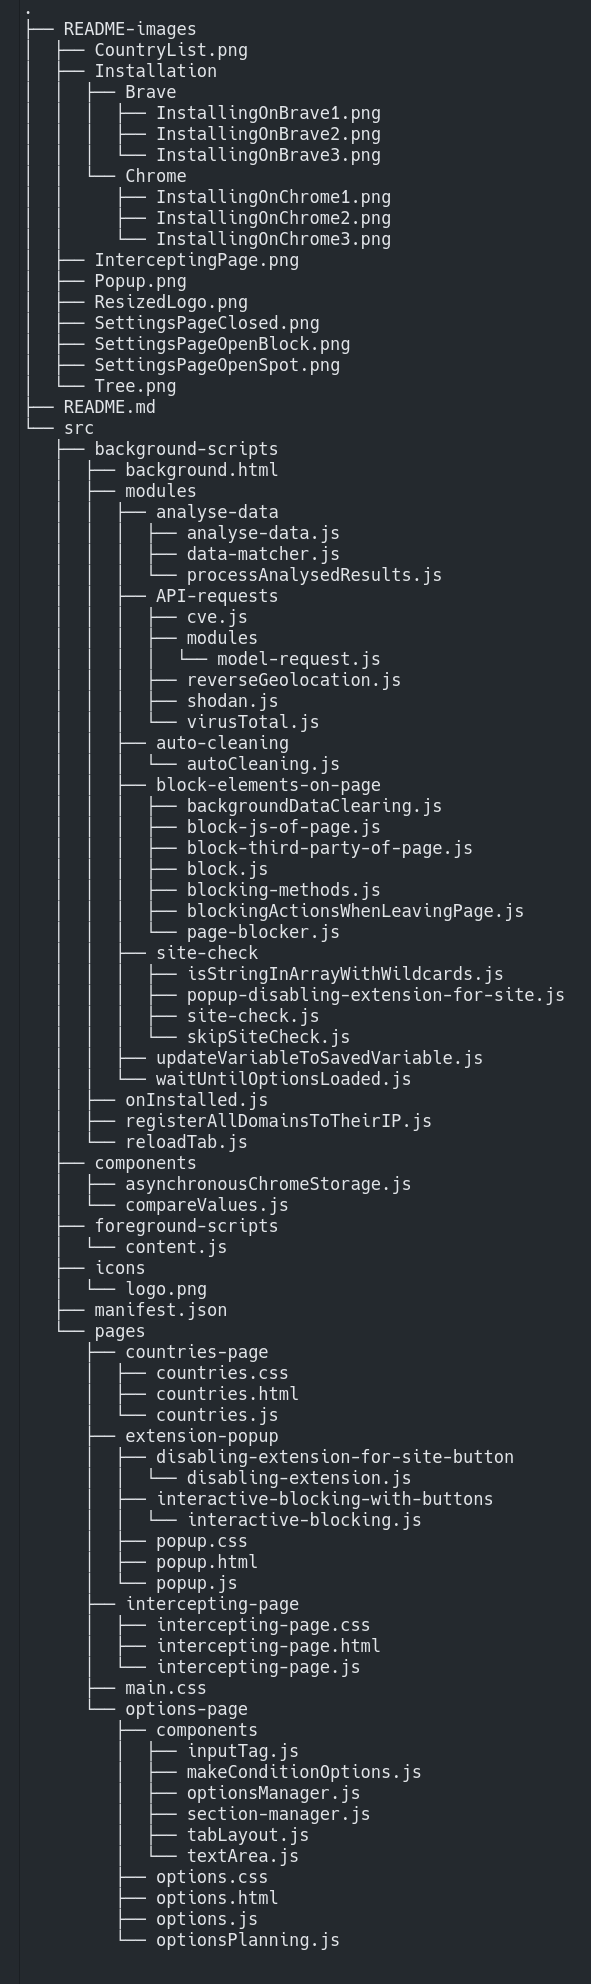 .
├── README-images
│   ├── CountryList.png
│   ├── Installation
│   │   ├── Brave
│   │   │   ├── InstallingOnBrave1.png
│   │   │   ├── InstallingOnBrave2.png
│   │   │   └── InstallingOnBrave3.png
│   │   └── Chrome
│   │       ├── InstallingOnChrome1.png
│   │       ├── InstallingOnChrome2.png
│   │       └── InstallingOnChrome3.png
│   ├── InterceptingPage.png
│   ├── Popup.png
│   ├── ResizedLogo.png
│   ├── SettingsPageClosed.png
│   ├── SettingsPageOpenBlock.png
│   ├── SettingsPageOpenSpot.png
│   └── Tree.png
├── README.md
└── src
    ├── background-scripts
    │   ├── background.html
    │   ├── modules
    │   │   ├── analyse-data
    │   │   │   ├── analyse-data.js
    │   │   │   ├── data-matcher.js
    │   │   │   └── processAnalysedResults.js
    │   │   ├── API-requests
    │   │   │   ├── cve.js
    │   │   │   ├── modules
    │   │   │   │   └── model-request.js
    │   │   │   ├── reverseGeolocation.js
    │   │   │   ├── shodan.js
    │   │   │   └── virusTotal.js
    │   │   ├── auto-cleaning
    │   │   │   └── autoCleaning.js
    │   │   ├── block-elements-on-page
    │   │   │   ├── backgroundDataClearing.js
    │   │   │   ├── block-js-of-page.js
    │   │   │   ├── block-third-party-of-page.js
    │   │   │   ├── block.js
    │   │   │   ├── blocking-methods.js
    │   │   │   ├── blockingActionsWhenLeavingPage.js
    │   │   │   └── page-blocker.js
    │   │   ├── site-check
    │   │   │   ├── isStringInArrayWithWildcards.js
    │   │   │   ├── popup-disabling-extension-for-site.js
    │   │   │   ├── site-check.js
    │   │   │   └── skipSiteCheck.js
    │   │   ├── updateVariableToSavedVariable.js
    │   │   └── waitUntilOptionsLoaded.js
    │   ├── onInstalled.js
    │   ├── registerAllDomainsToTheirIP.js
    │   └── reloadTab.js
    ├── components
    │   ├── asynchronousChromeStorage.js
    │   └── compareValues.js
    ├── foreground-scripts
    │   └── content.js
    ├── icons
    │   └── logo.png
    ├── manifest.json
    └── pages
        ├── countries-page
        │   ├── countries.css
        │   ├── countries.html
        │   └── countries.js
        ├── extension-popup
        │   ├── disabling-extension-for-site-button
        │   │   └── disabling-extension.js
        │   ├── interactive-blocking-with-buttons
        │   │   └── interactive-blocking.js
        │   ├── popup.css
        │   ├── popup.html
        │   └── popup.js
        ├── intercepting-page
        │   ├── intercepting-page.css
        │   ├── intercepting-page.html
        │   └── intercepting-page.js
        ├── main.css
        └── options-page
            ├── components
            │   ├── inputTag.js
            │   ├── makeConditionOptions.js
            │   ├── optionsManager.js
            │   ├── section-manager.js
            │   ├── tabLayout.js
            │   └── textArea.js
            ├── options.css
            ├── options.html
            ├── options.js
            └── optionsPlanning.js